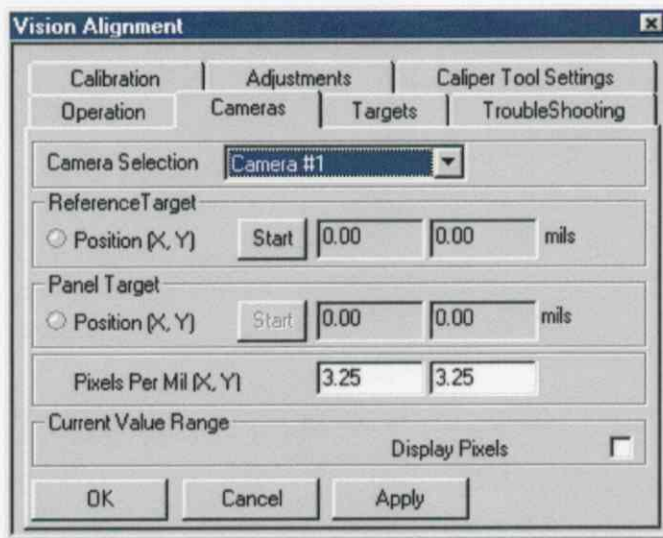 Vision Alignment
Calibration Adjustments Caliper Tool Settings
Operation Cameras Targets TroubleShooting
Camera Selection Camera #1
ReferenceTarget
Position (X, Y) Start 0.00 0.00 mils
Panel Target
Position (X, Y) Start 0.00 0.00 mils
Pixels Per Mil (X, Y) 3.25 3.25
Current Value Range
Display Pixels
OK Cancel Apply